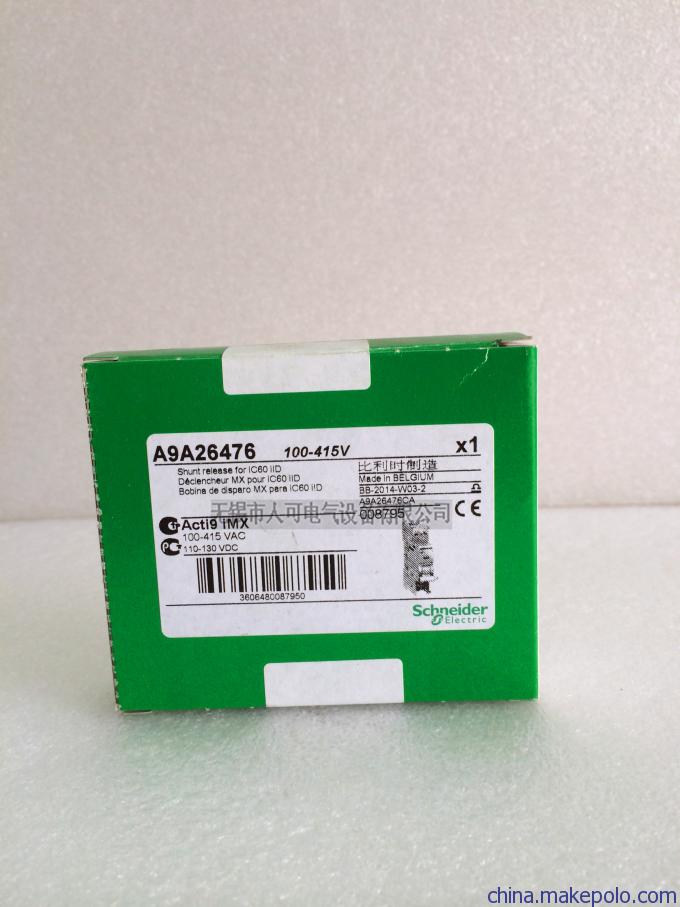 A9A26476 100-415V x1
Shunt release for iC60 iID
Déclencheur MX pour iC60 iID
Bobina de disparo MX para iC60 iID
比利时制造
Made in BELGIUM
BB-2014-W03-2
A9A26476CA
008795
CE
无锡市人可电气设备有限公司
Acti9 iMX
100-415 VAC
110-130 VDC
3606480087950
Schneider
Electric
china.makepolo.com